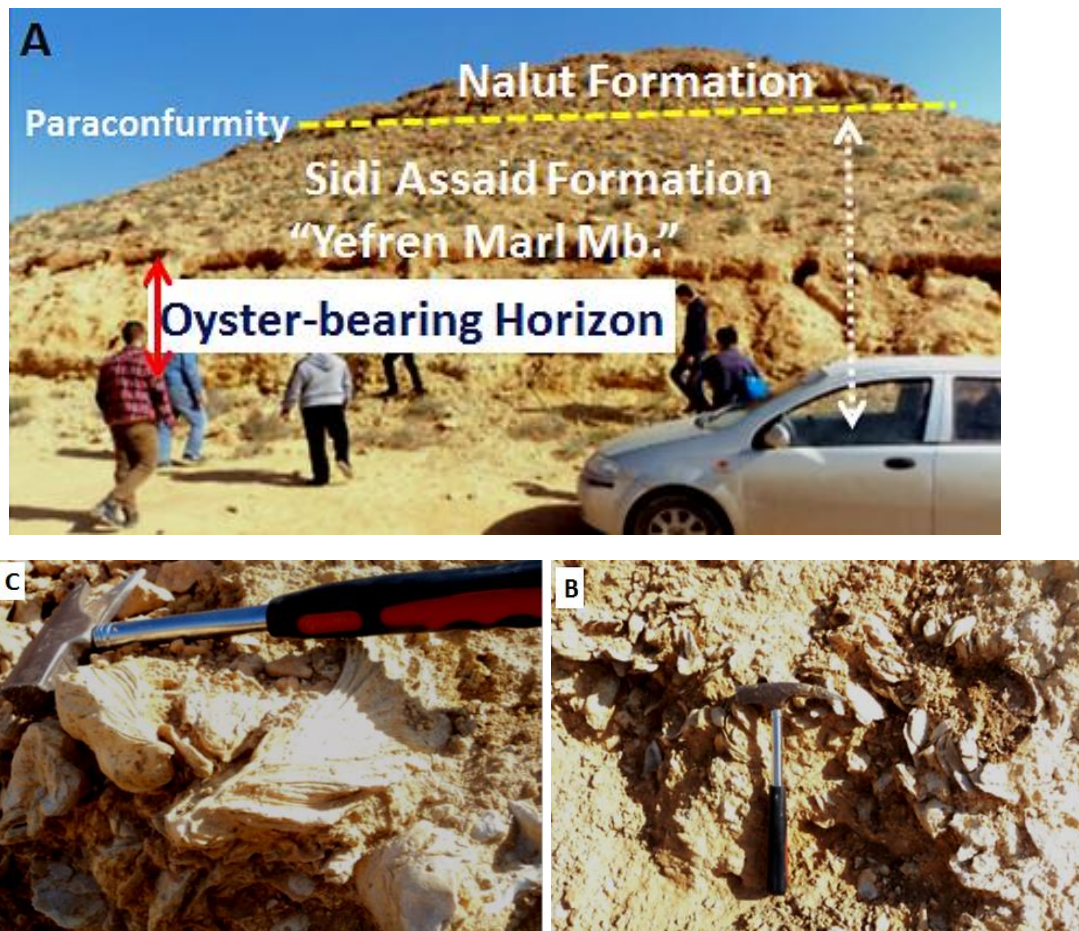 A
Nalut Formation
Paraconfurmity
Sidi Assaid Formation
“Yefren Marl Mb.”
Oyster-bearing Horizon
C
B